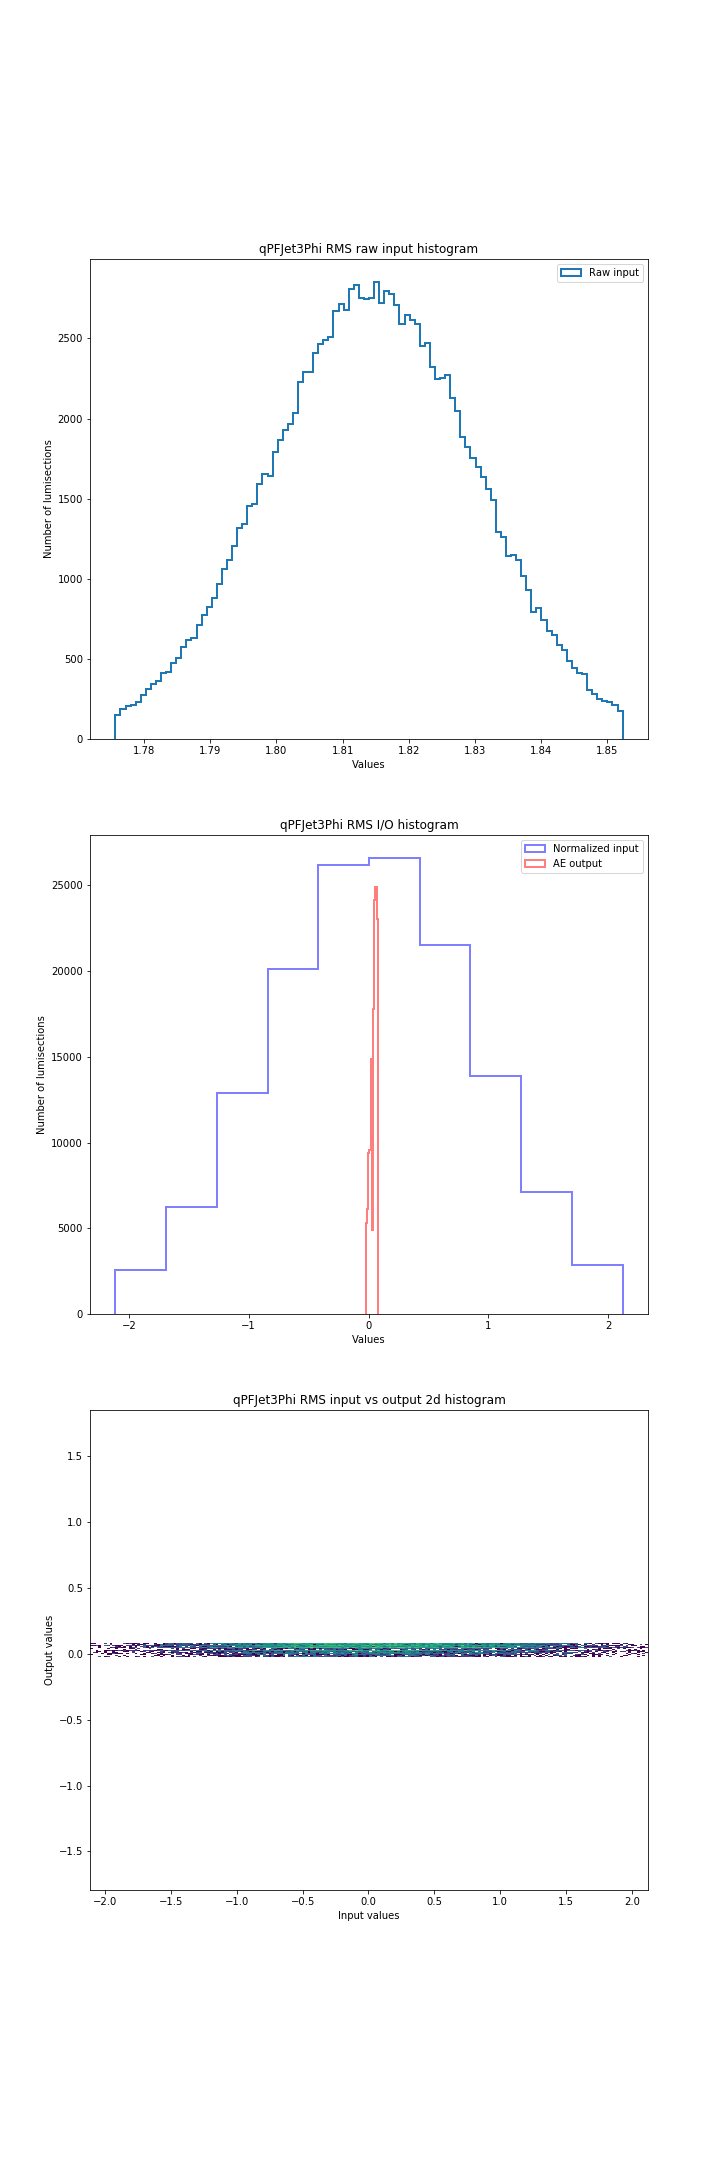 qPFJet3Phi RMS raw input histogram
Raw input
2500
2000
1500
1000
500
0
Number of lumisections
1.78 1.79 1.80 1.81 1.82 1.83 1.84 1.85
Values
qPFJet3Phi RMS I/O histogram
Normalized input
AE output
25000
20000
15000
10000
5000
0
Number of lumisections
−2 −1 0 1 2
Values
qPFJet3Phi RMS input vs output 2d histogram
1.5
1.0
0.5
0.0
−0.5
−1.0
−1.5
Output values
−2.0 −1.5 −1.0 −0.5 0.0 0.5 1.0 1.5 2.0
Input values